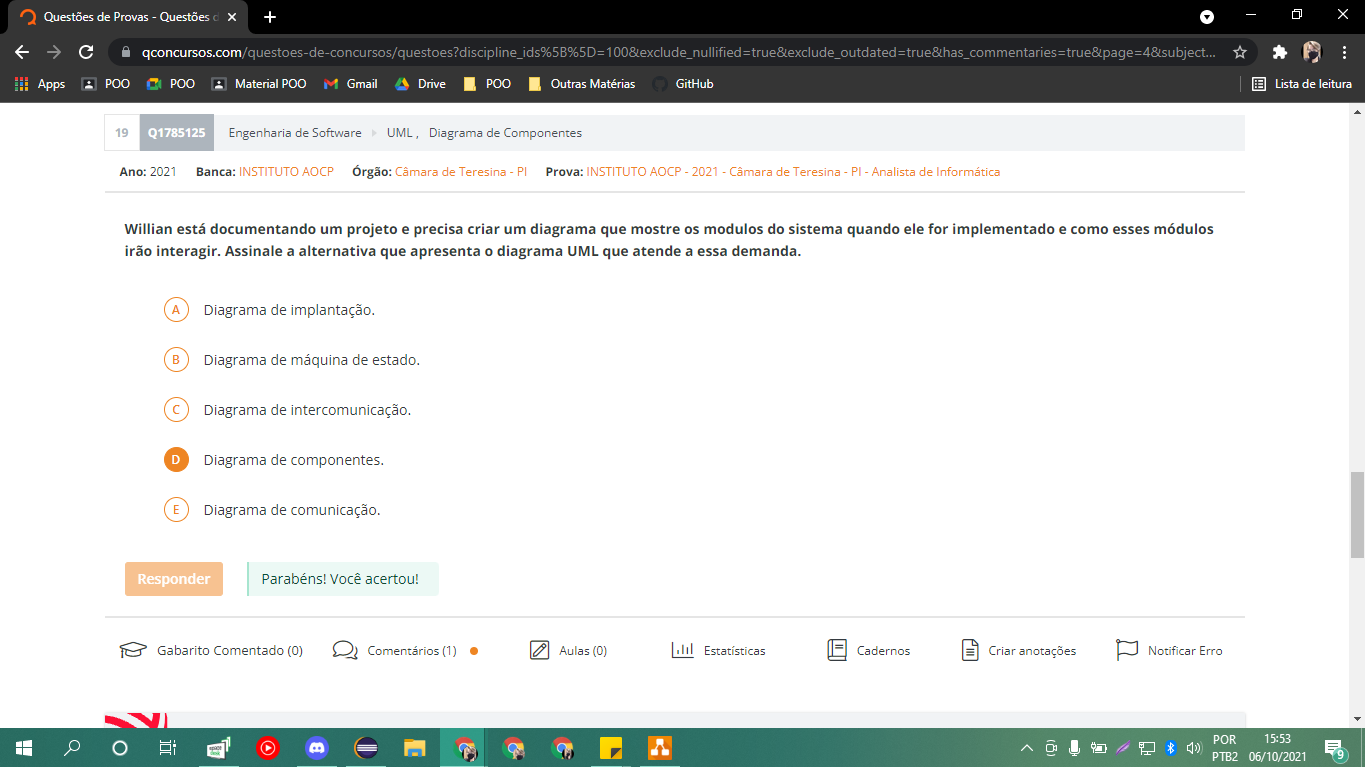 Questões de Provas - Questões d
qconcursos.com/questoes-de-concursos/questoes?discipline_ids%5B%5D=100&exclude_nullified=true&exclude_outdated=true&has_commentaries=true&page=4&subject...
Apps POO POO Material POO Gmail Drive POO Outras Matérias GitHub Lista de leitura
19 Q1785125 Engenharia de Software UML , Diagrama de Componentes
Ano: 2021 Banca: INSTITUTO AOCP Órgão: Câmara de Teresina - PI Prova: INSTITUTO AOCP - 2021 - Câmara de Teresina - PI - Analista de Informática
Willian está documentando um projeto e precisa criar um diagrama que mostre os modulos do sistema quando ele for implementado e como esses módulos
irão interagir. Assinale a alternativa que apresenta o diagrama UML que atende a essa demanda.
A Diagrama de implantação.
B Diagrama de máquina de estado.
C Diagrama de intercomunicação.
D Diagrama de componentes.
E Diagrama de comunicação.
Responder Parabéns! Você acertou!
Gabarito Comentado (0) Comentários (1) Aulas (0) Estatísticas Cadernos Criar anotações Notificar Erro
POR 15:53
PTB2 06/10/2021 9